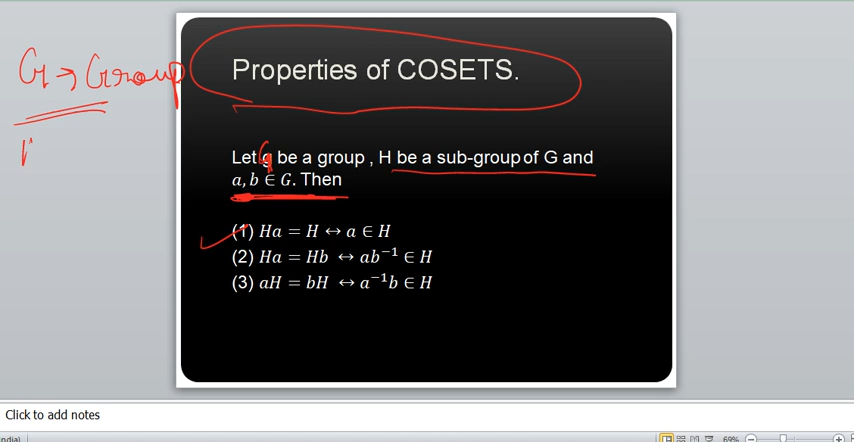 G → Group
Properties of COSETS.
Let G be a group , H be a sub-group of G and
a, b ∈ G. Then
(1) Ha = H ↔ a ∈ H
(2) Ha = Hb ↔ ab⁻¹ ∈ H
(3) aH = bH ↔ a⁻¹b ∈ H
Click to add notes
69%